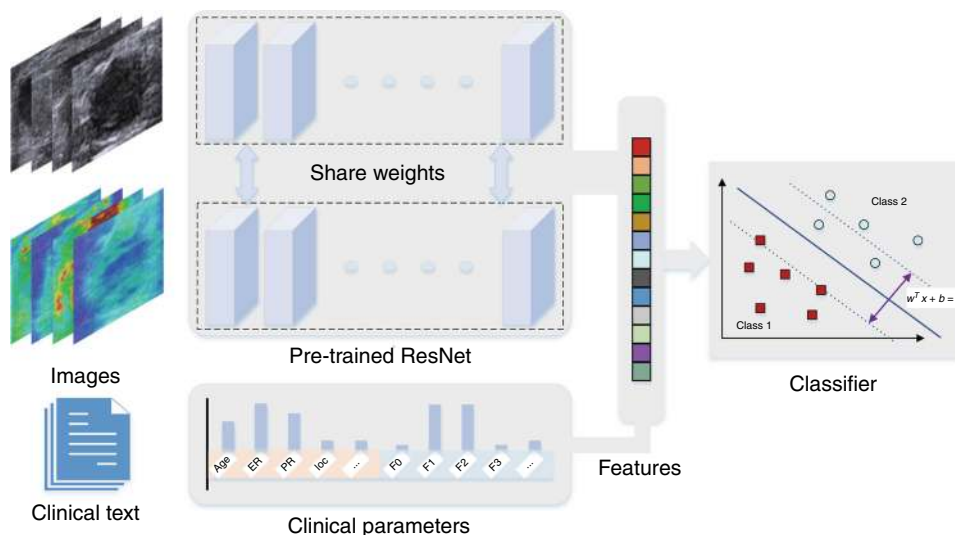 Images
Clinical text
Share weights
Pre-trained ResNet
Age ER PR loc ... F0 F1 F2 F3 ...
Clinical parameters
Features
Class 2
Class 1
wᵀ x + b =
Classifier